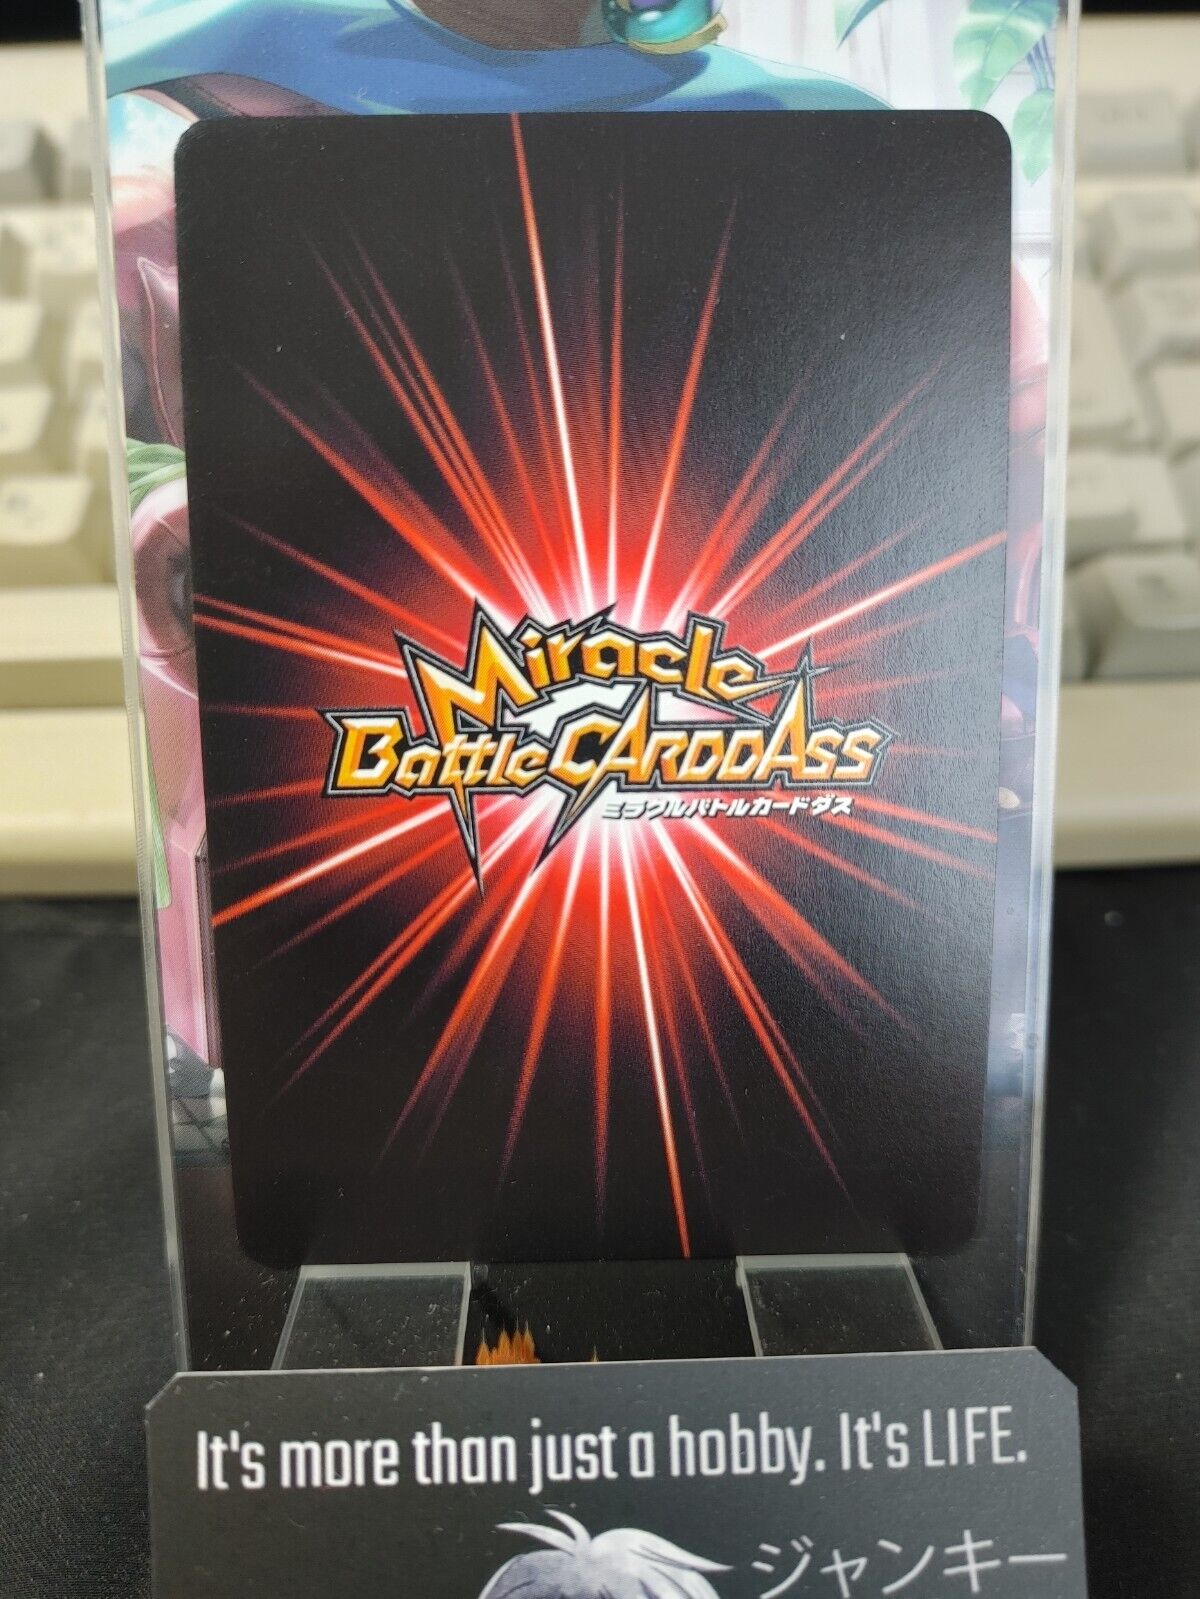 Miracle
Battle CARDDASS
ミラクルバトルカードダス
It's more than just a hobby. It's LIFE.
ジャンキー